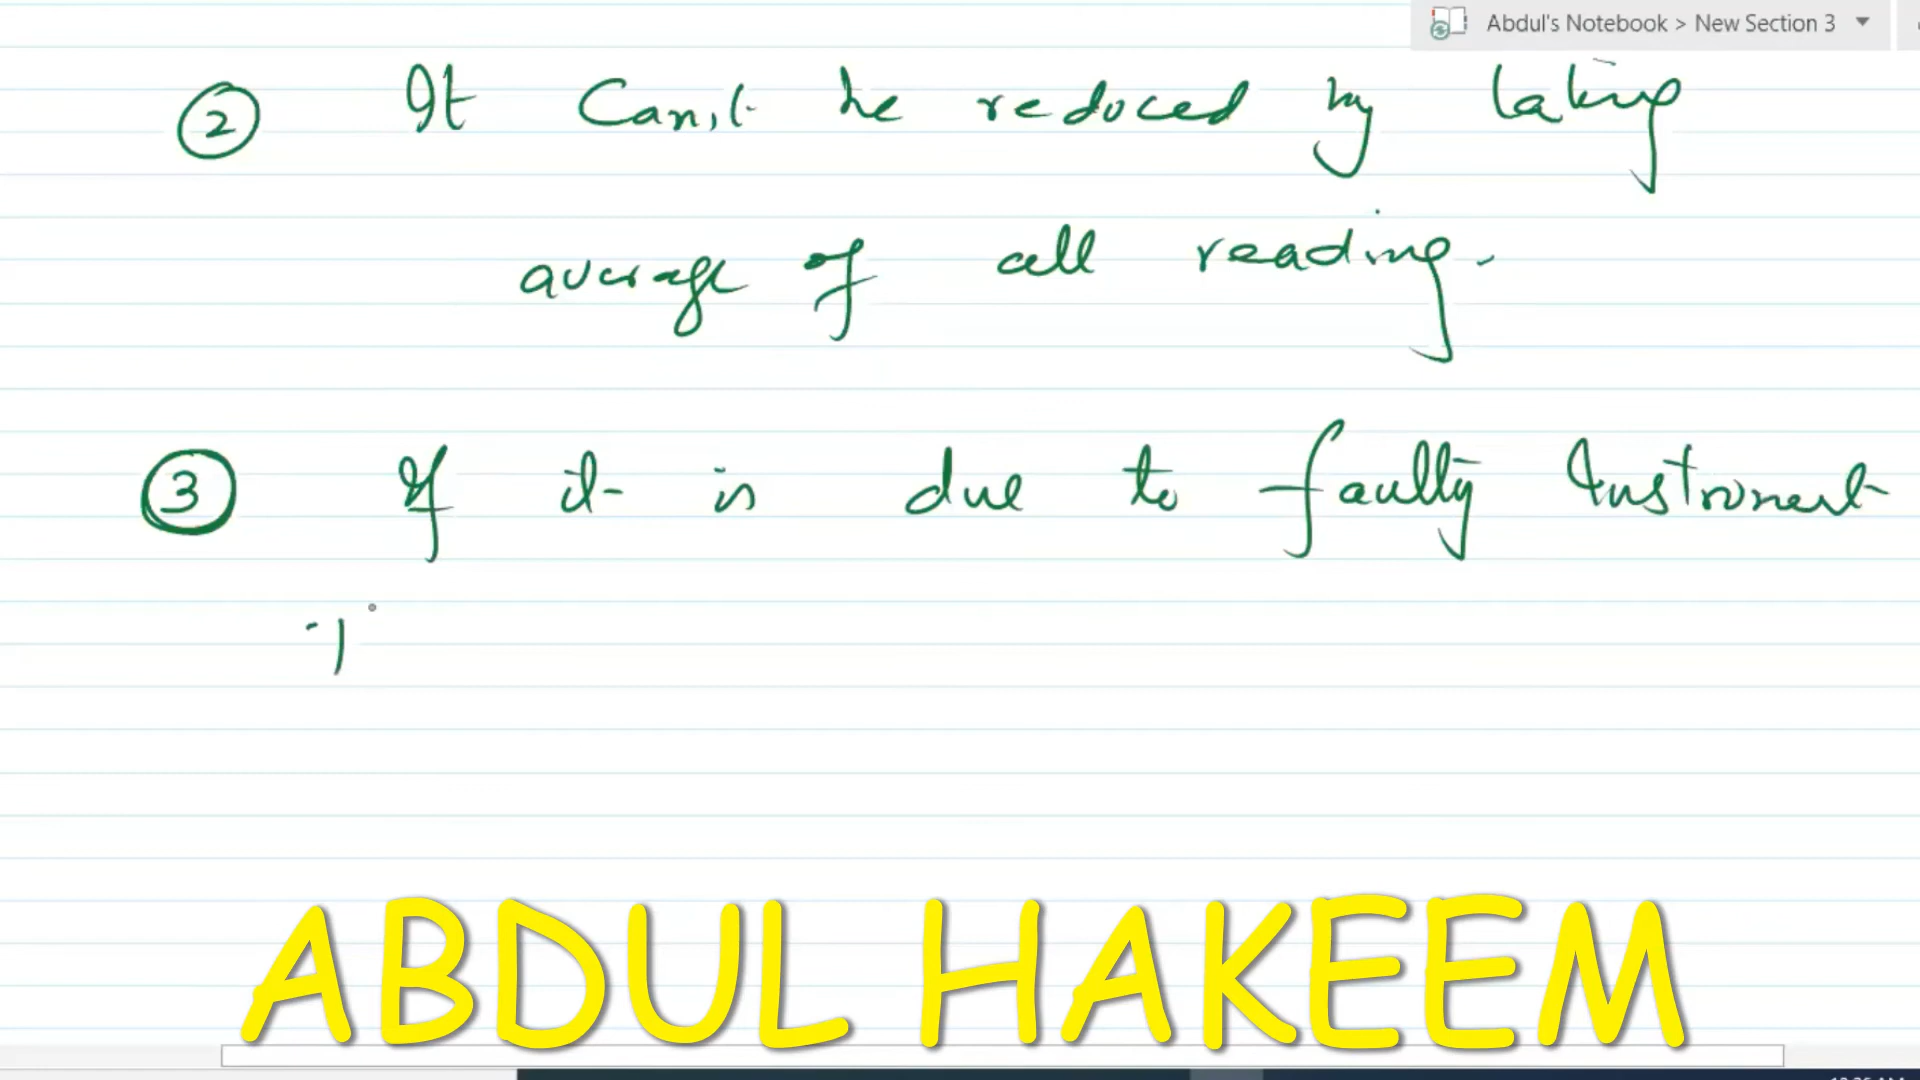 Abdul's Notebook > New Section 3
② It Can't be reduced by taking
average of all reading.
③ If it is due to faulty Instrument
ABDUL HAKEEM